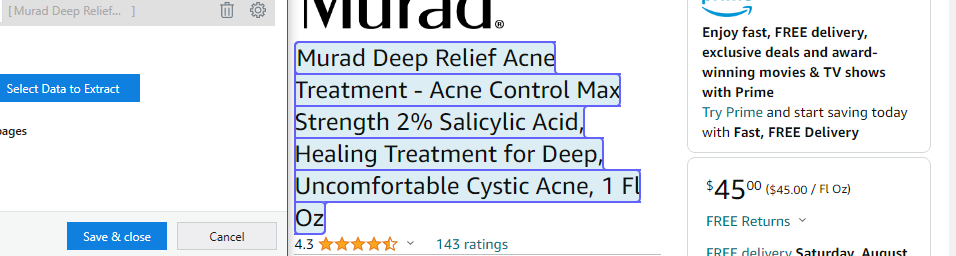 [ Murad Deep Relief... ]
Select Data to Extract
pages
Save & close
Cancel
Murad®
Murad Deep Relief Acne
Treatment - Acne Control Max
Strength 2% Salicylic Acid,
Healing Treatment for Deep,
Uncomfortable Cystic Acne, 1 Fl
Oz
4.3
143 ratings
prime
Enjoy fast, FREE delivery,
exclusive deals and award-
winning movies & TV shows
with Prime
Try Prime and start saving today
with Fast, FREE Delivery
$45 00 ($45.00 / Fl Oz)
FREE Returns
FREE delivery Saturday, August